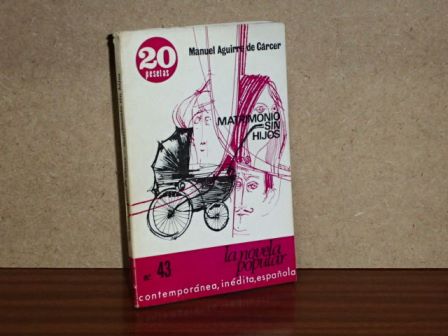 20
pesetas
Manuel Aguirre de Cárcer
MATRIMONIO
SIN
HIJOS
nº 43
la novela
popular
contemporánea, inédita, española